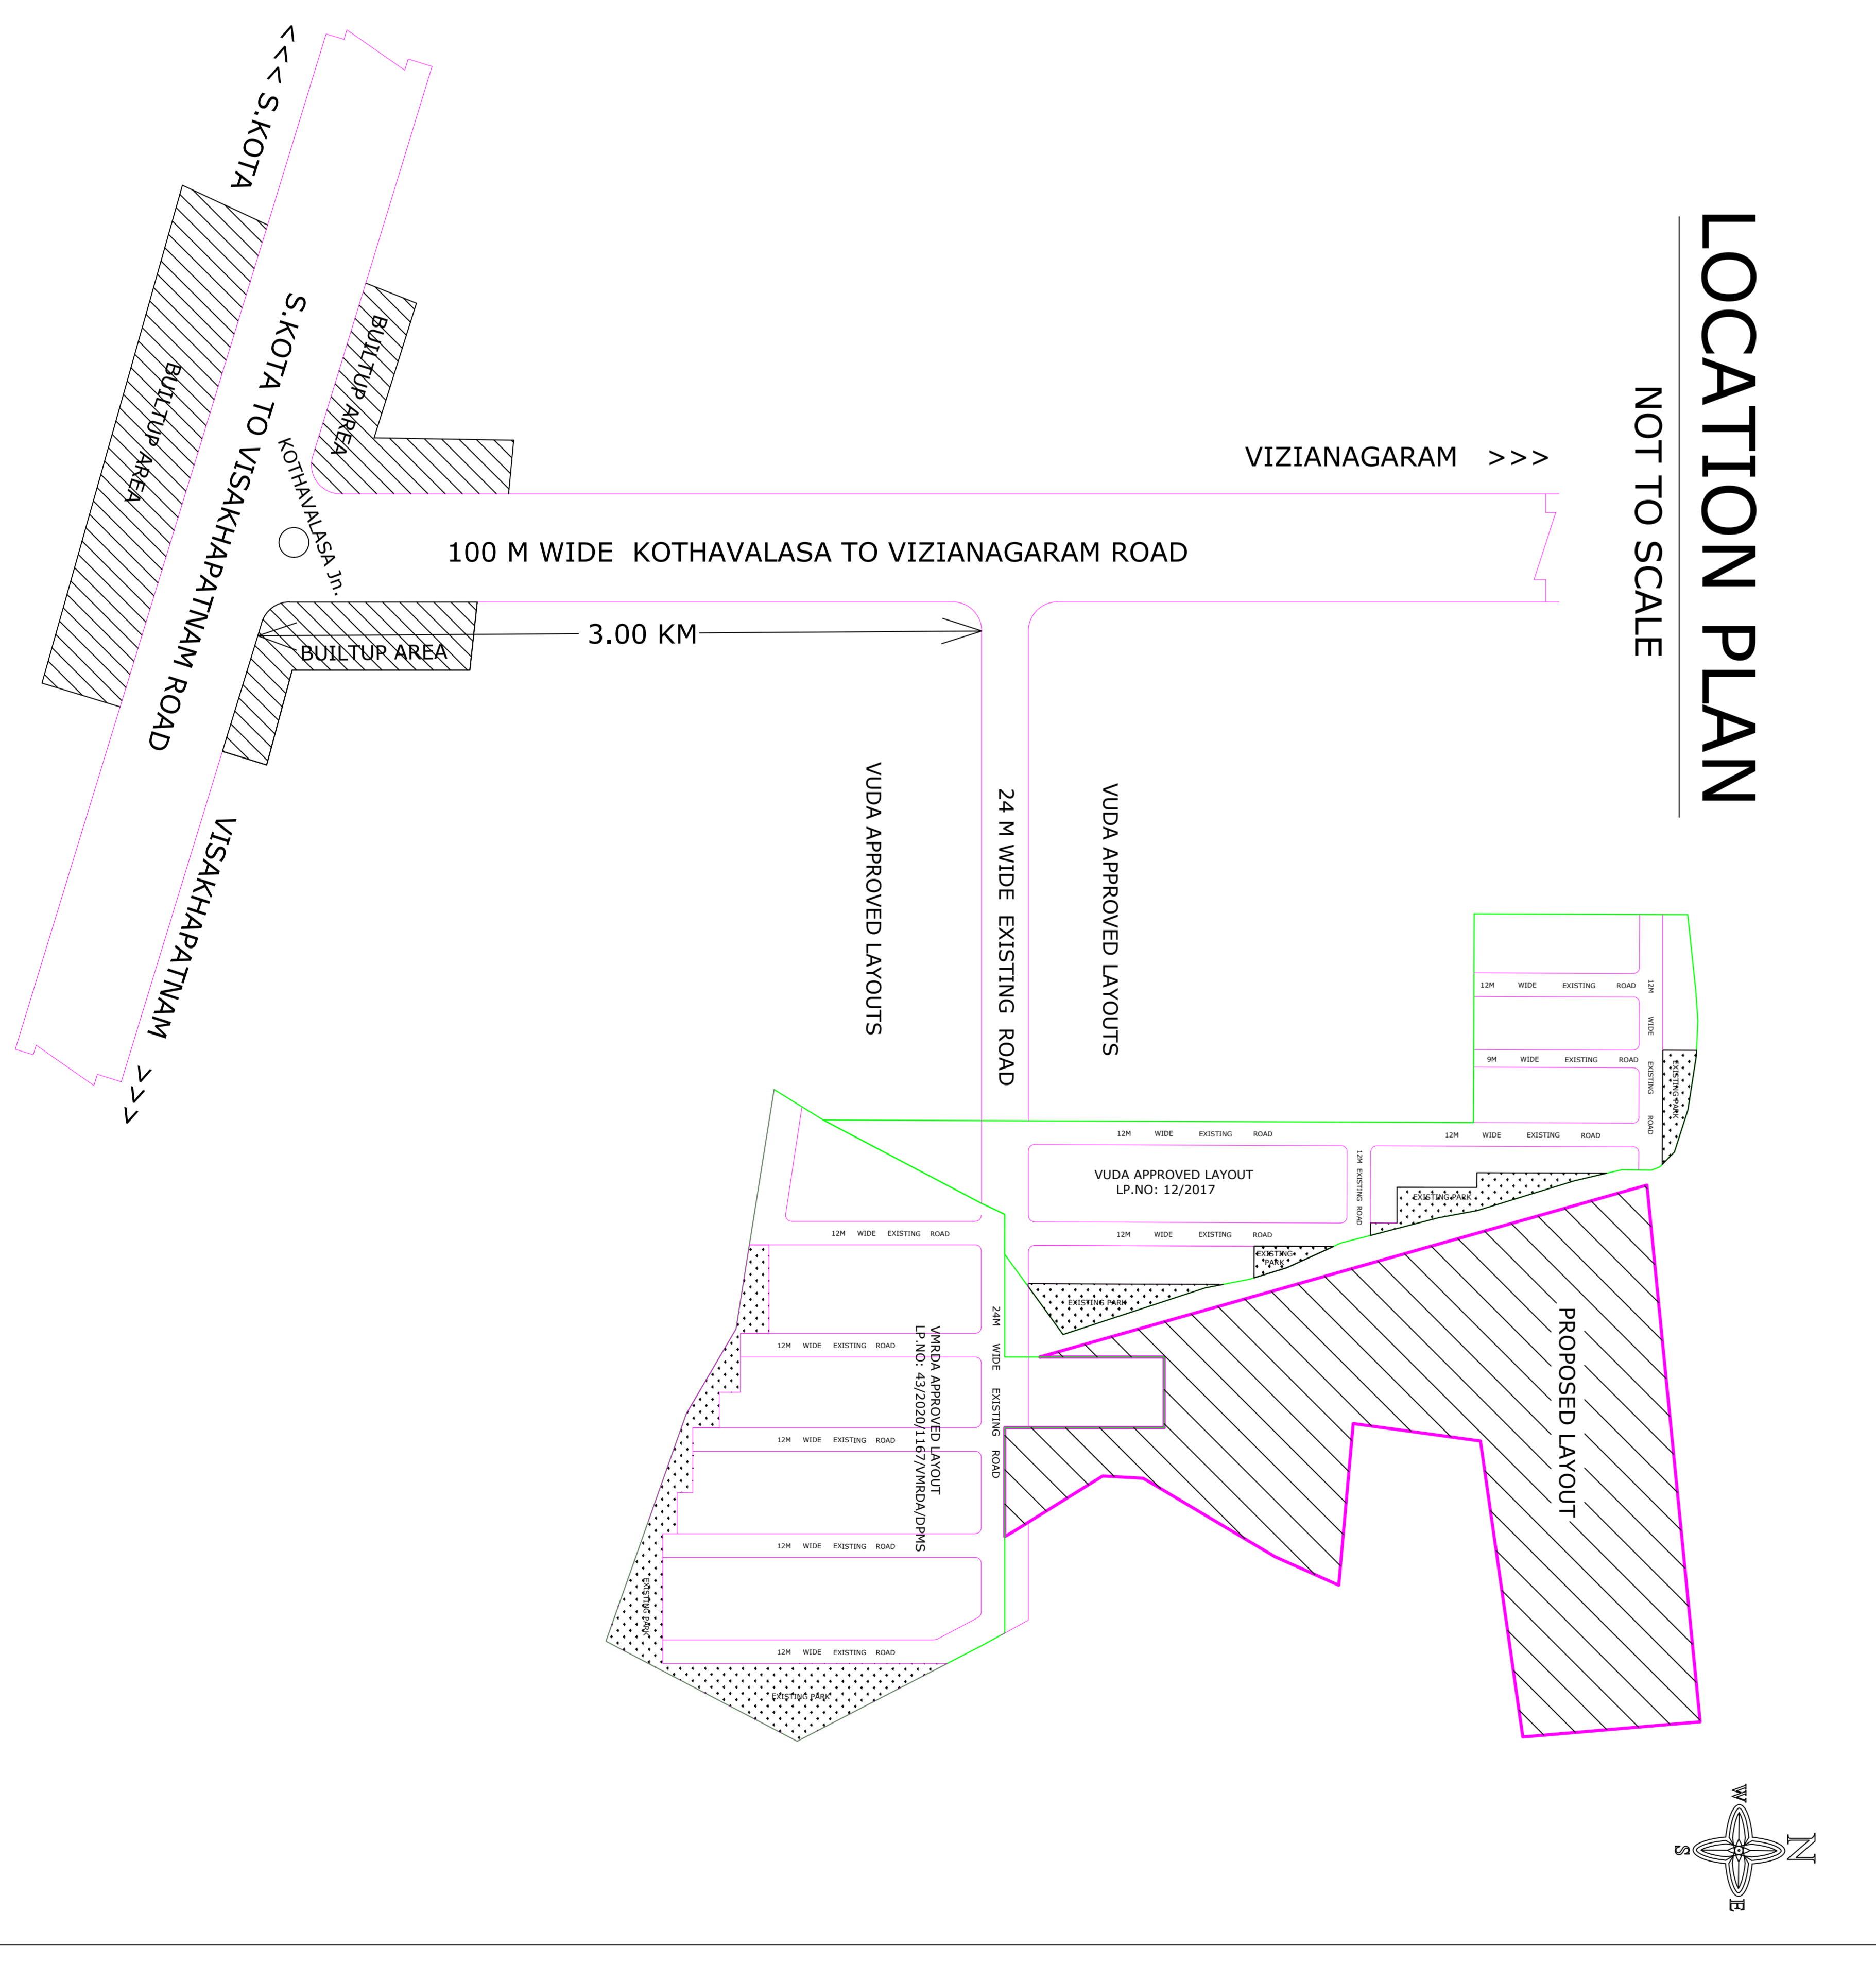 LOCATION PLAN
NOT TO SCALE
<<< S.KOTA
BUILTUP AREA
S.KOTA TO VISAKHAPATNAM ROAD
BUILTUP AREA
KOTHAVALASA Jn.
VIZIANAGARAM >>>
100 M WIDE KOTHAVALASA TO VIZIANAGARAM ROAD
3.00 KM
BUILTUP AREA
VISAKHAPATNAM >>>
VUDA APPROVED LAYOUTS
24 M WIDE EXISTING ROAD
VUDA APPROVED LAYOUTS
12M WIDE EXISTING ROAD
12M WIDE EXISTING ROAD
9M WIDE EXISTING ROAD
EXISTING PARK
12M WIDE EXISTING ROAD
12M WIDE EXISTING ROAD
VUDA APPROVED LAYOUT
LP.NO: 12/2017
12M EXISTING ROAD
EXISTING PARK
12M WIDE EXISTING ROAD
12M WIDE EXISTING ROAD
EXISTING
PARK
EXISTING PARK
24M WIDE EXISTING ROAD
VMRDA APPROVED LAYOUT
LP.NO: 43/2020/1167/VMRDA/DPMS
12M WIDE EXISTING ROAD
12M WIDE EXISTING ROAD
12M WIDE EXISTING ROAD
EXISTING PARK
12M WIDE EXISTING ROAD
EXISTING PARK
PROPOSED LAYOUT
W
N
S
E